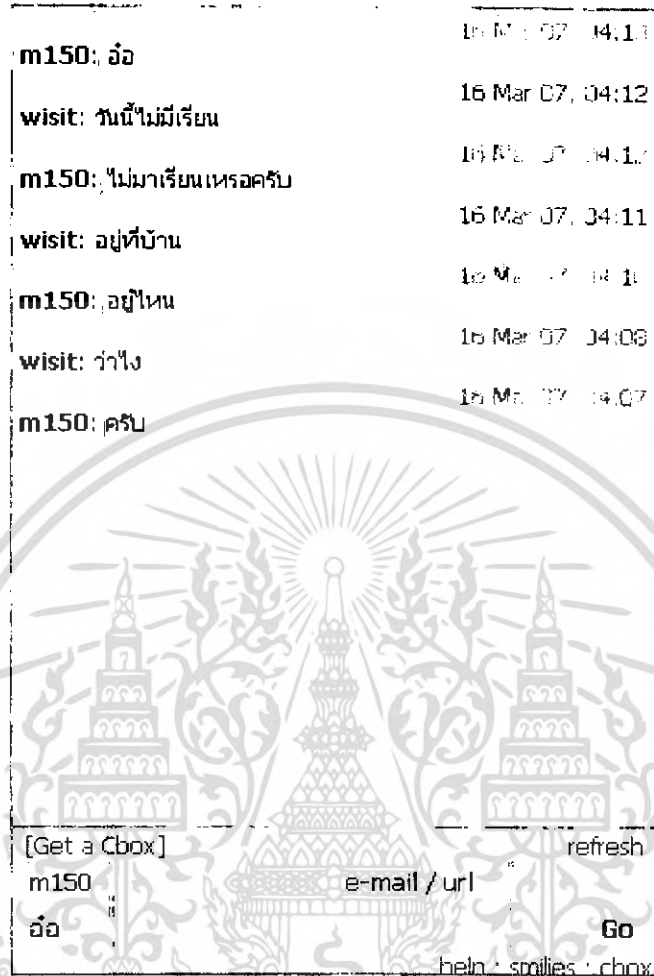 m150: อ๋อ
16 Mar 07, 04:12
wisit: วันนี้ไม่มีเรียน
m150: ไม่มาเรียนเหรอครับ
16 Mar 07, 04:11
wisit: อยู่ที่บ้าน
m150: อยู่ไหน
16 Mar 07 04:08
wisit: ว่าไง
04:07
m150: ครับ
[Get a Cbox] refresh
m150 e-mail / url
อ๋อ Go
help · smilies · cbox